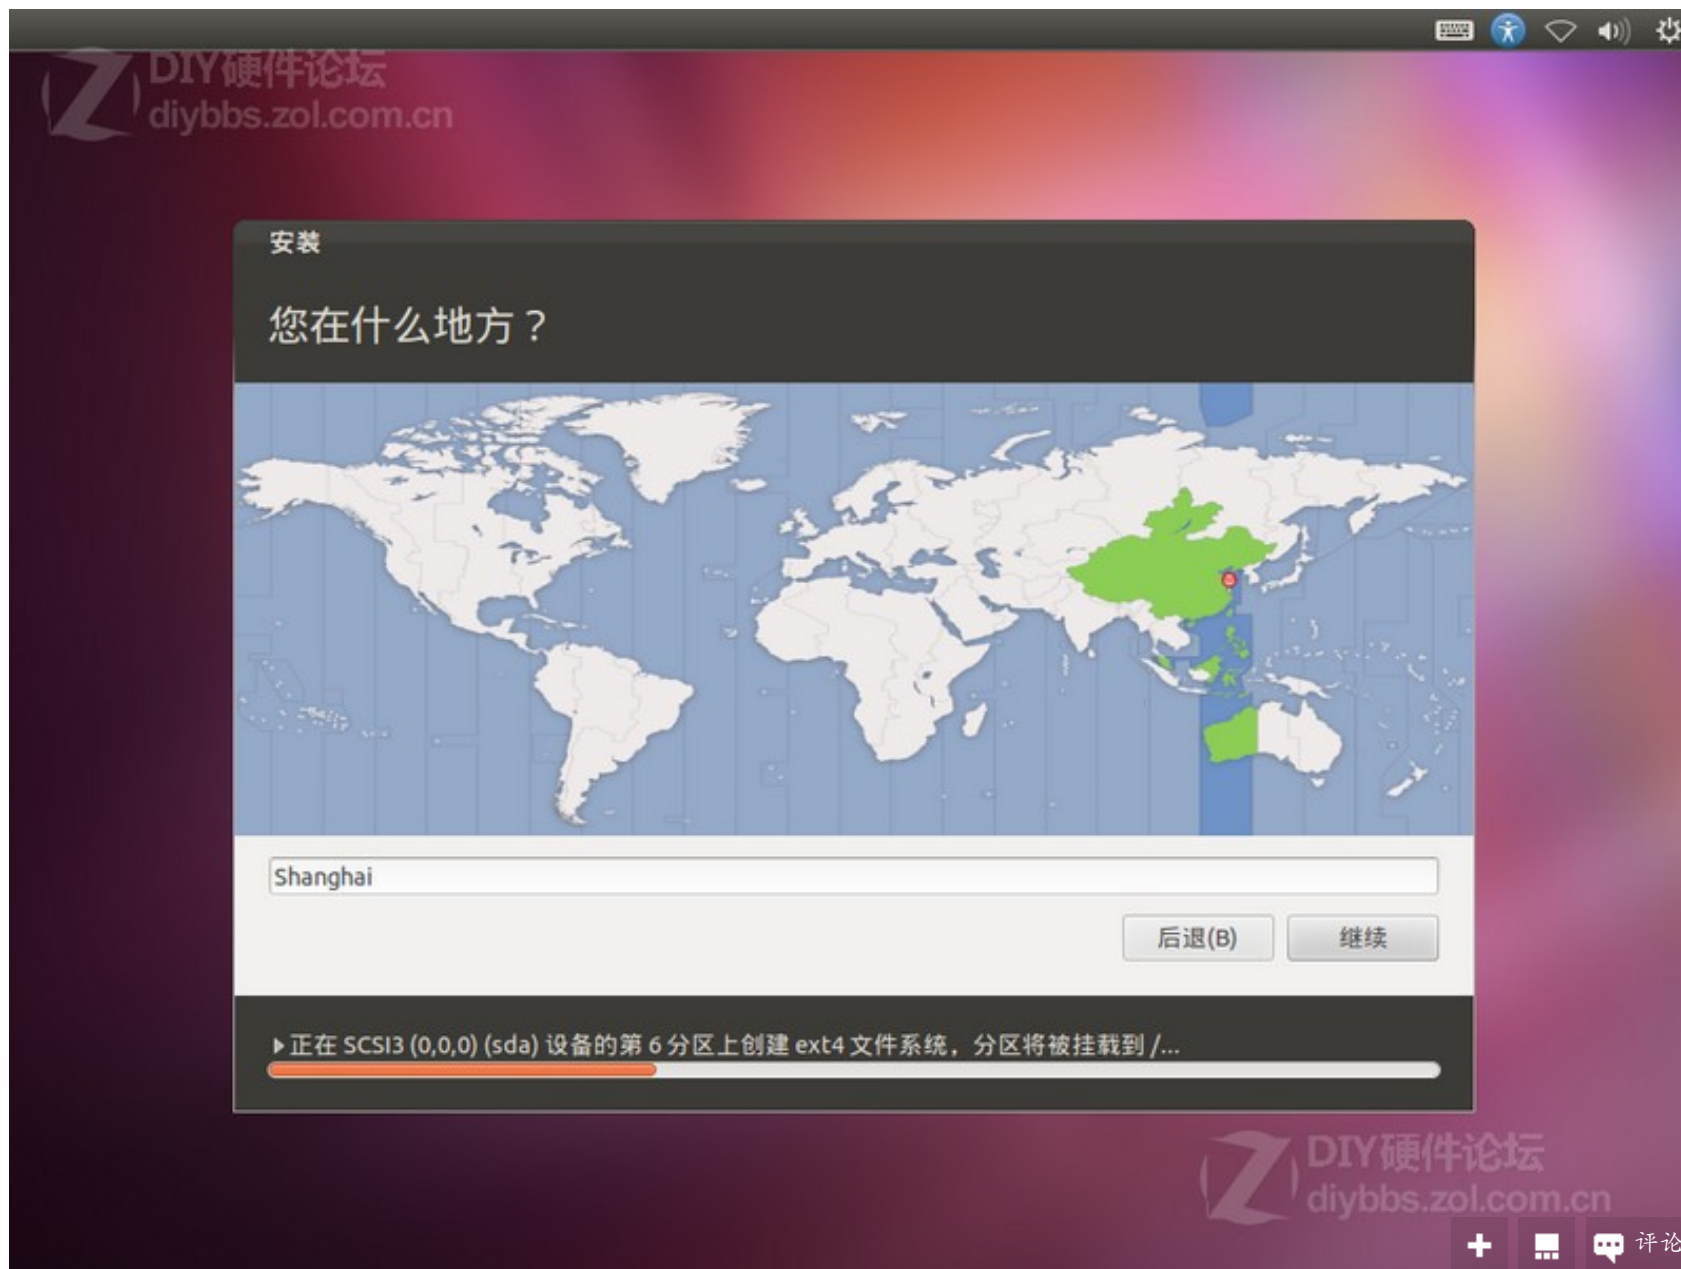 DIY硬件论坛
diybbs.zol.com.cn
安装
您在什么地方？
Shanghai
后退(B)
继续
正在 SCSI3 (0,0,0) (sda) 设备的第 6 分区上创建 ext4 文件系统，分区将被挂载到 /...
DIY硬件论坛
diybbs.zol.com.cn
评论